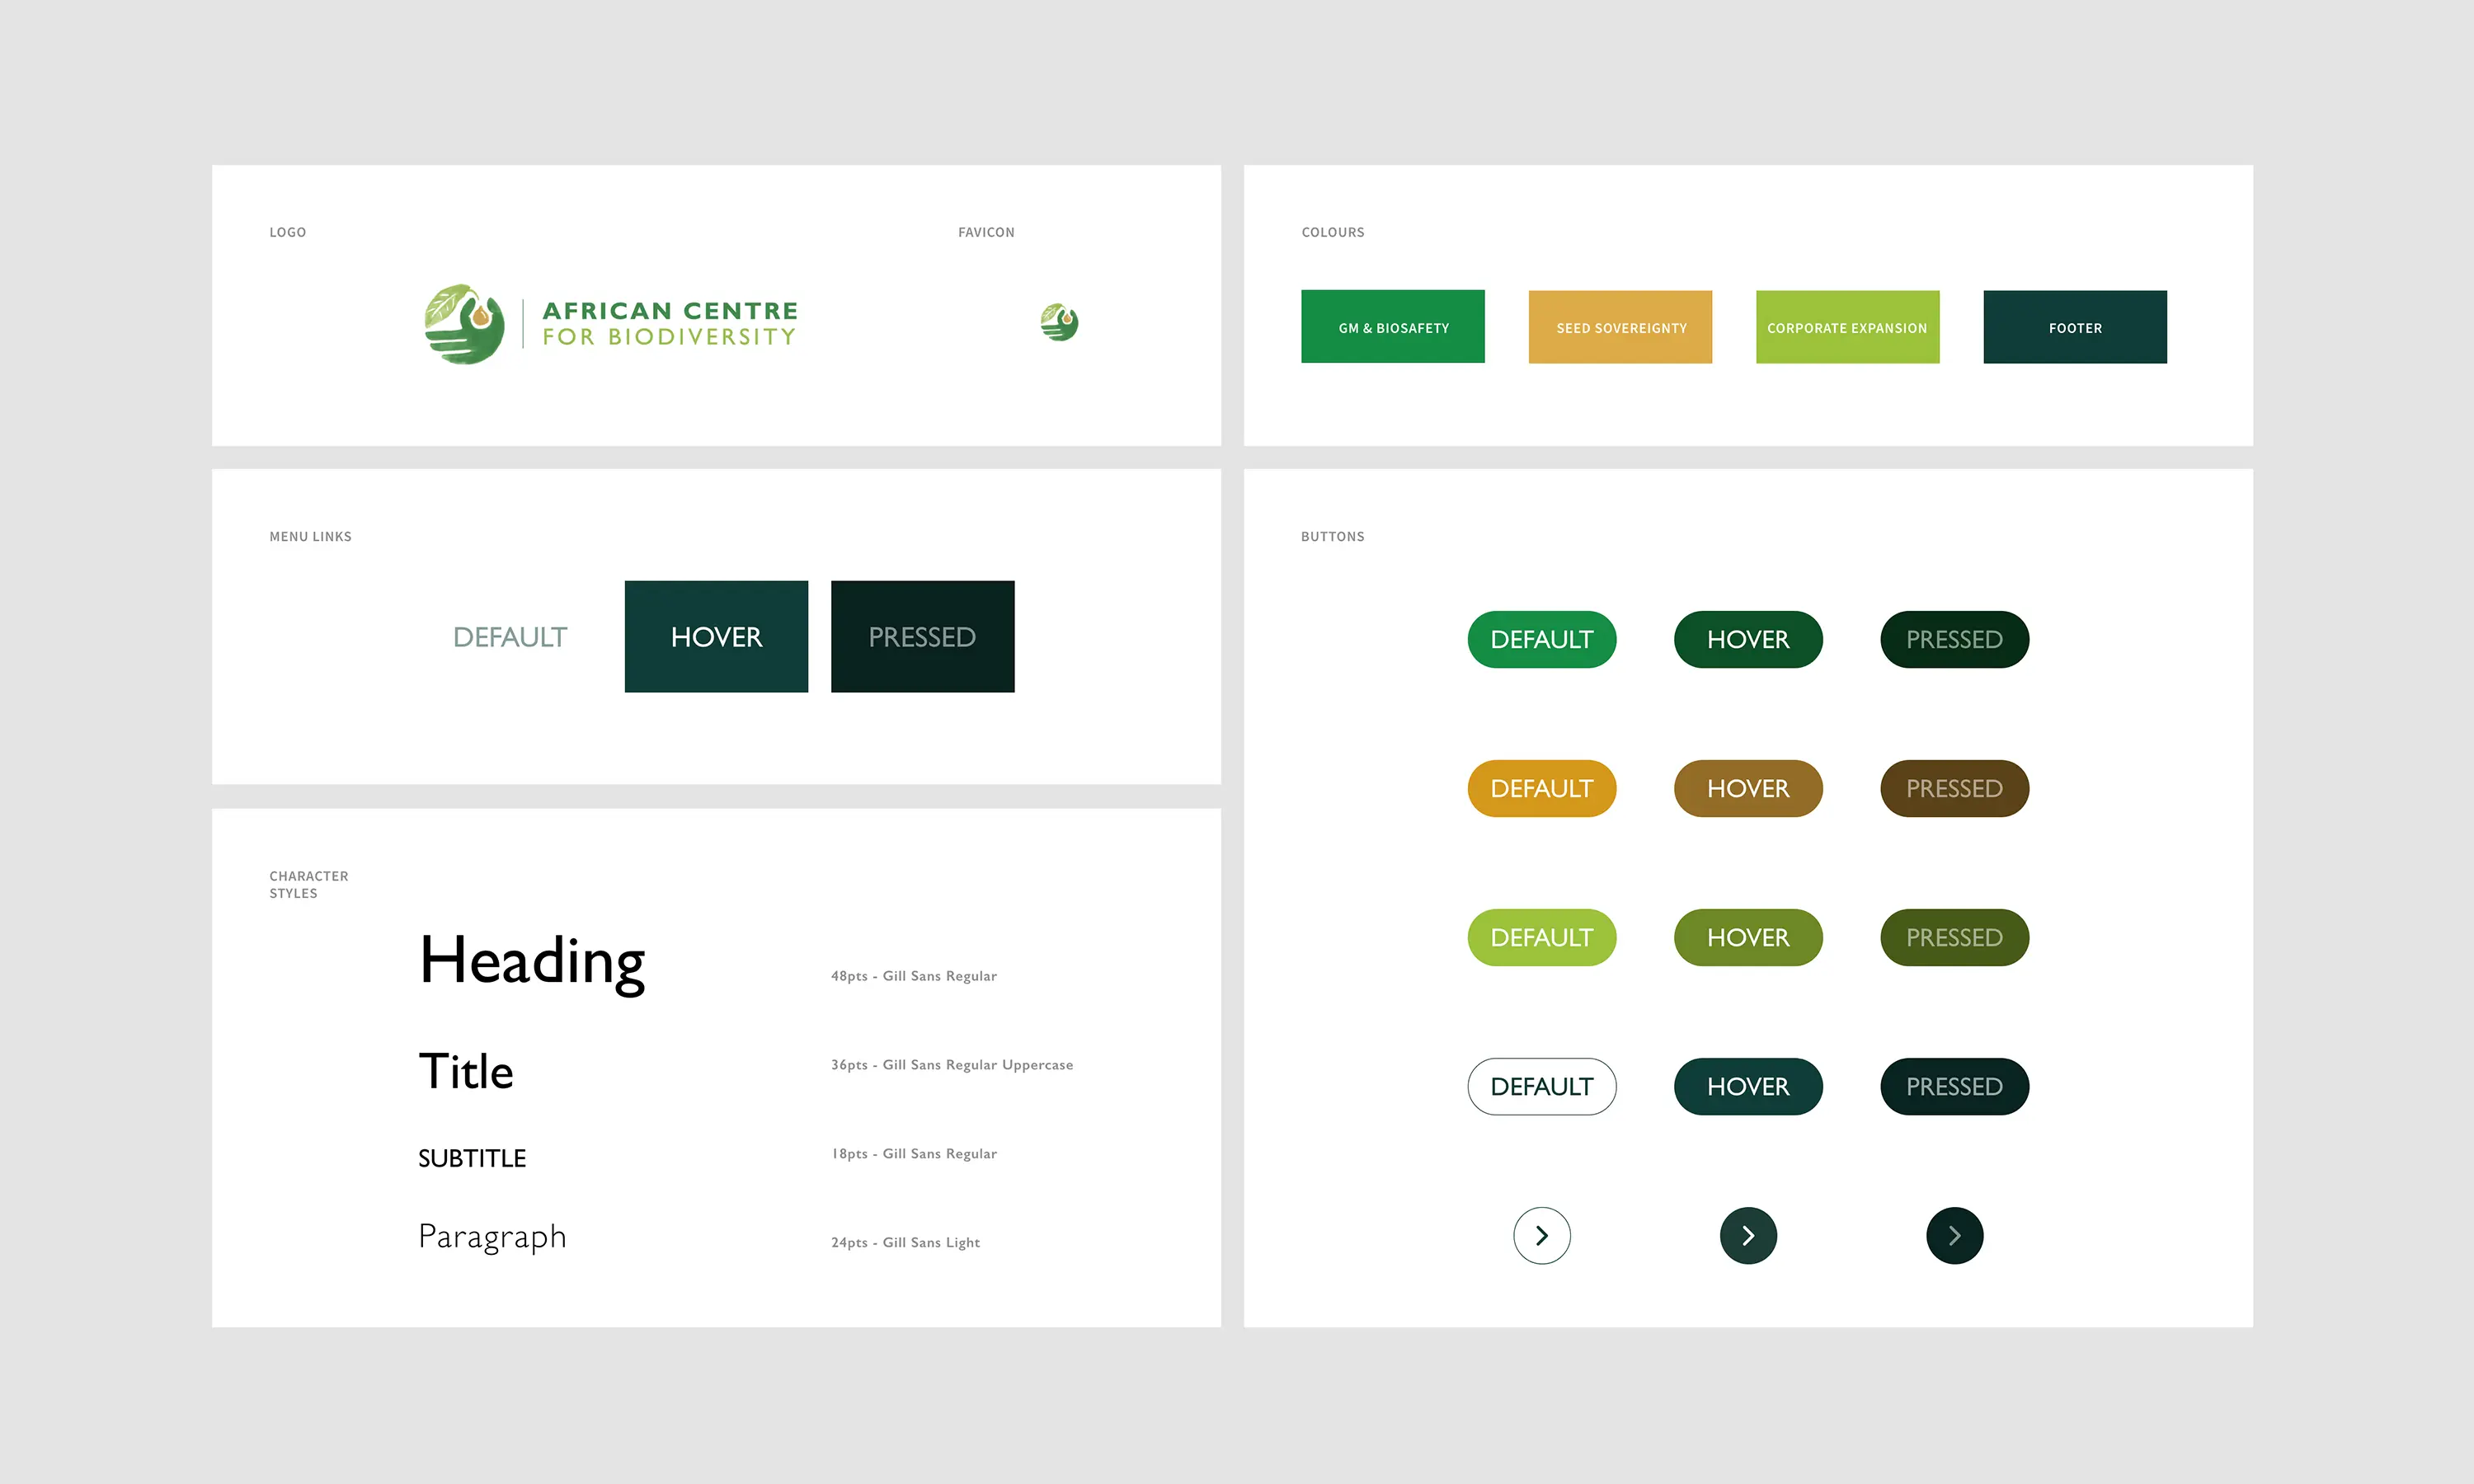 LOGO
FAVICON
AFRICAN CENTRE
FOR BIODIVERSITY
COLOURS
GM & BIOSAFETY
SEED SOVEREIGNTY
CORPORATE EXPANSION
FOOTER
MENU LINKS
DEFAULT
HOVER
PRESSED
CHARACTER
STYLES
Heading
48pts - Gill Sans Regular
Title
36pts - Gill Sans Regular Uppercase
SUBTITLE
18pts - Gill Sans Regular
Paragraph
24pts - Gill Sans Light
BUTTONS
DEFAULT
HOVER
PRESSED
DEFAULT
HOVER
PRESSED
DEFAULT
HOVER
PRESSED
DEFAULT
HOVER
PRESSED